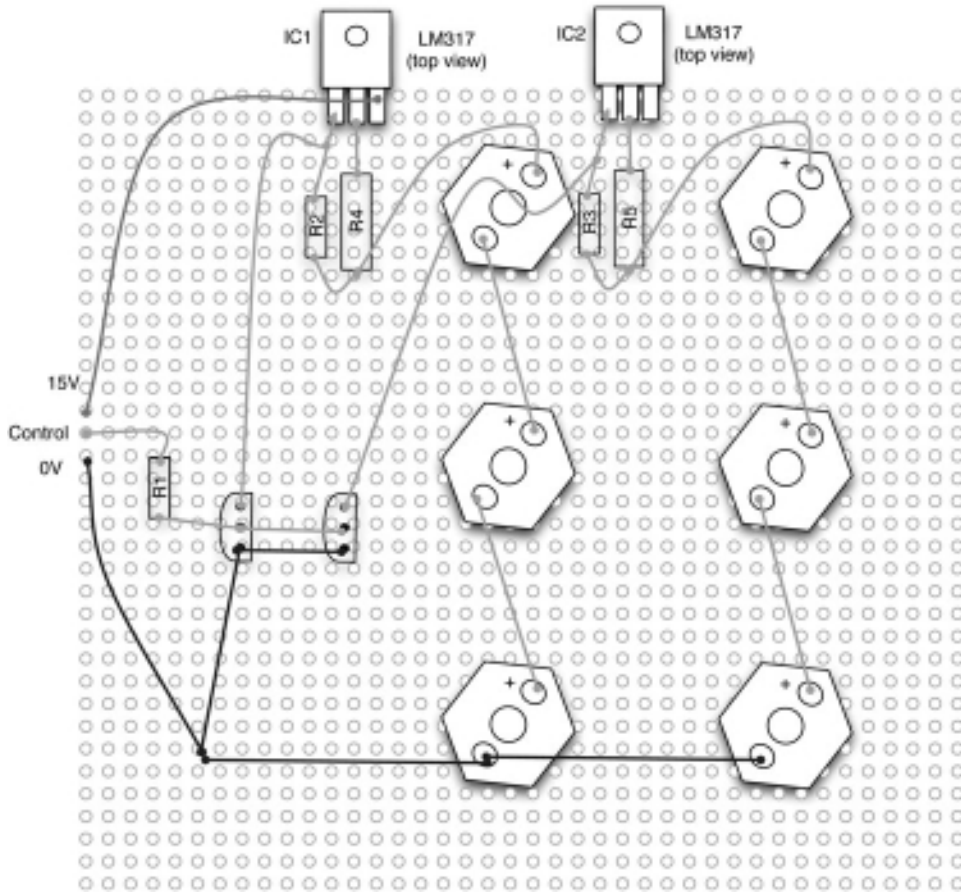 IC1
LM317
(top view)
IC2
LM317
(top view)
+
+
R2
R4
R3
R5
15V
Control
0V
R1
+
+
+
+